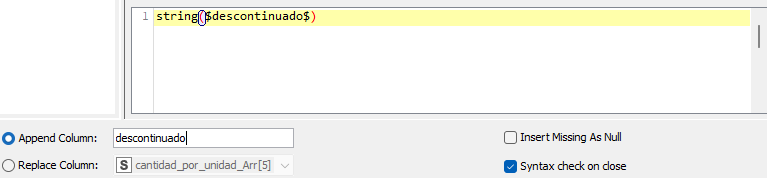 1 string($descontinuado$)
Append Column: descontinuado
Insert Missing As Null
Replace Column: S cantidad_por_unidad_Arr[5]
Syntax check on close